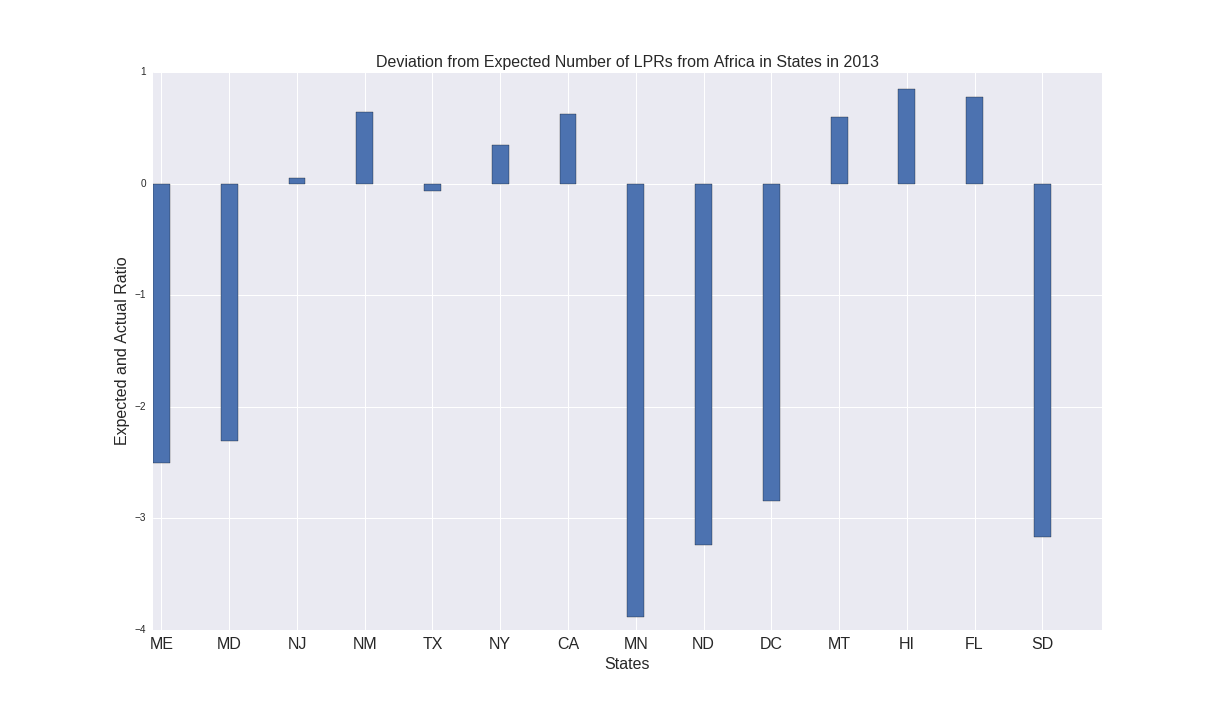 Deviation from Expected Number of LPRs from Africa in States in 2013
1
0
−1
−2
−3
−4
Expected and Actual Ratio
ME MD NJ NM TX NY CA MN ND DC MT HI FL SD
States